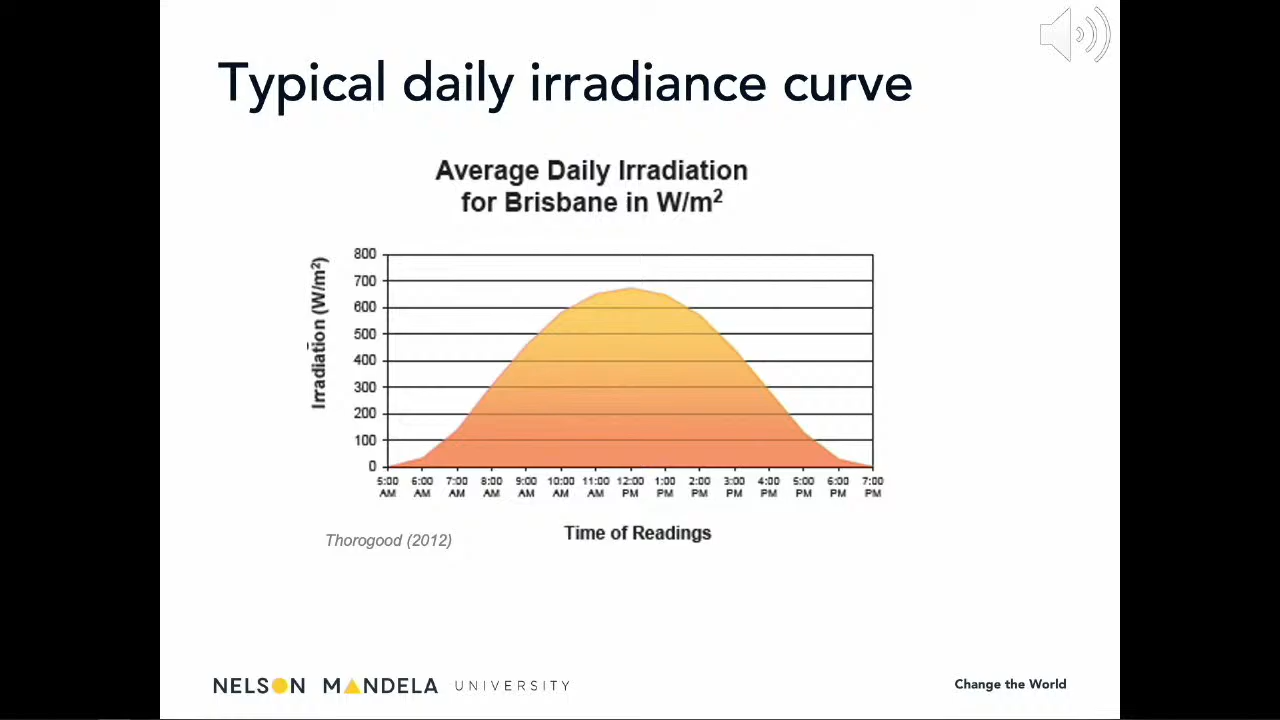 Typical daily irradiance curve
Average Daily Irradiation
for Brisbane in W/m²
Irradiation (W/m²)
800
700
600
500
400
300
200
100
0
5:00 6:00 7:00 8:00 9:00 10:00 11:00 12:00 1:00 2:00 3:00 4:00 5:00 6:00 7:00
AM AM AM AM AM AM AM PM PM PM PM PM PM PM PM
Time of Readings
Thorogood (2012)
NELSON MANDELA UNIVERSITY
Change the World